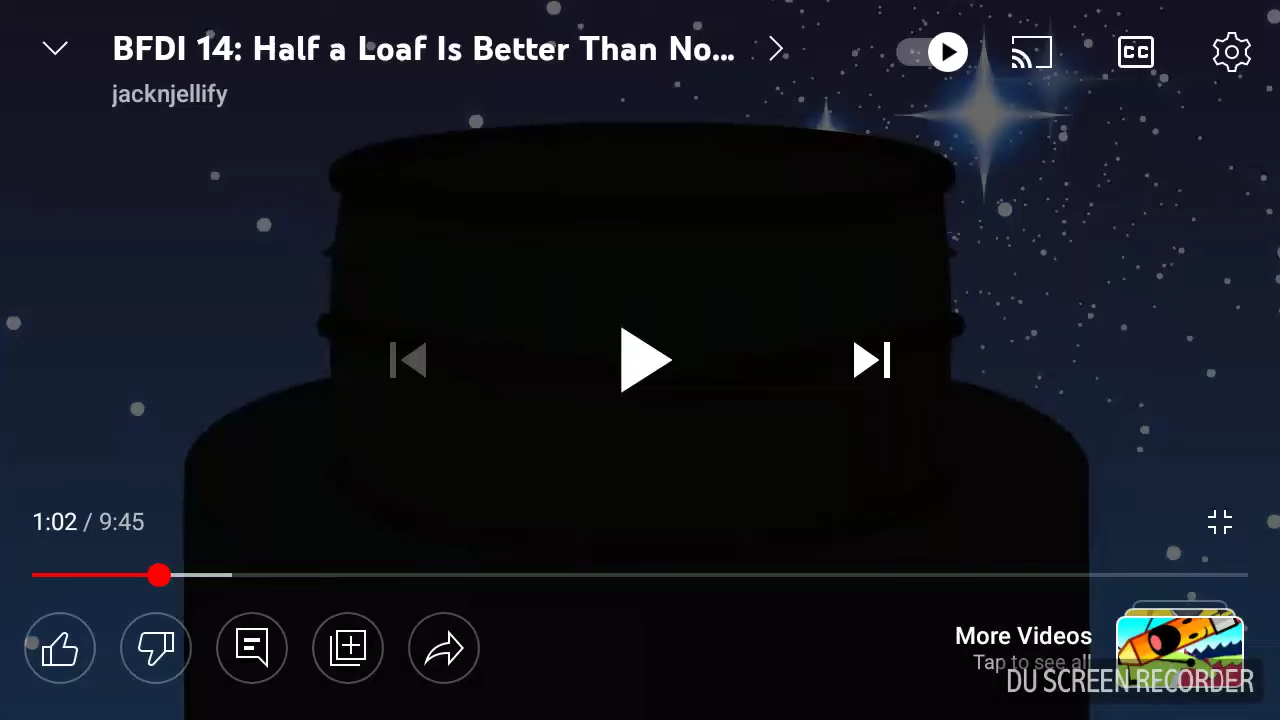 BFDI 14: Half a Loaf Is Better Than No...
jacknjellify
CC
1:02 / 9:45
More Videos
Tap to see all
DU SCREEN RECORDER